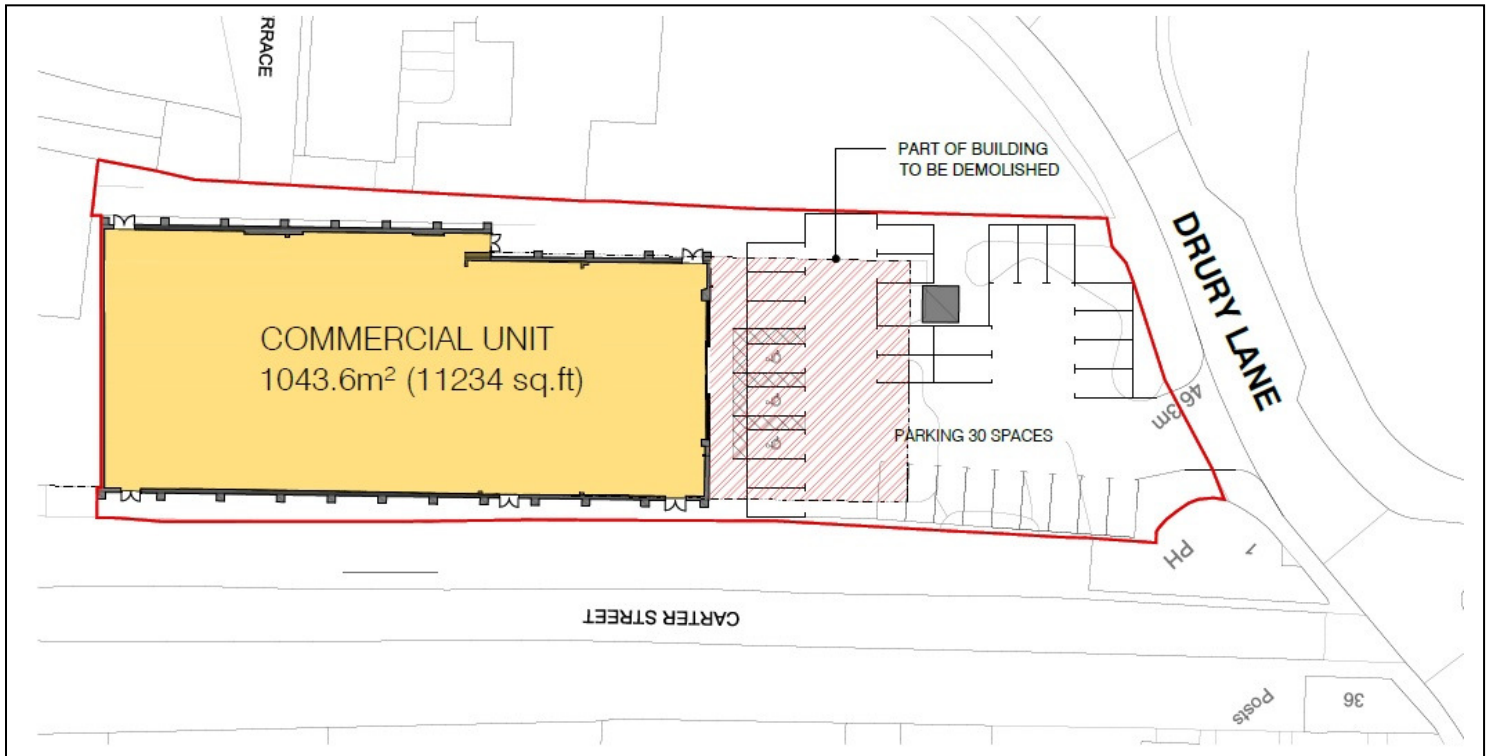 RRACE
PART OF BUILDING
TO BE DEMOLISHED
DRURY LANE
COMMERCIAL UNIT
1043.6m² (11234 sq.ft)
46.3m
PARKING 30 SPACES
PH
1
CARTER STREET
Posts
36